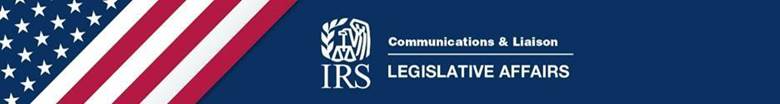 IRS
Communications & Liaison
LEGISLATIVE AFFAIRS